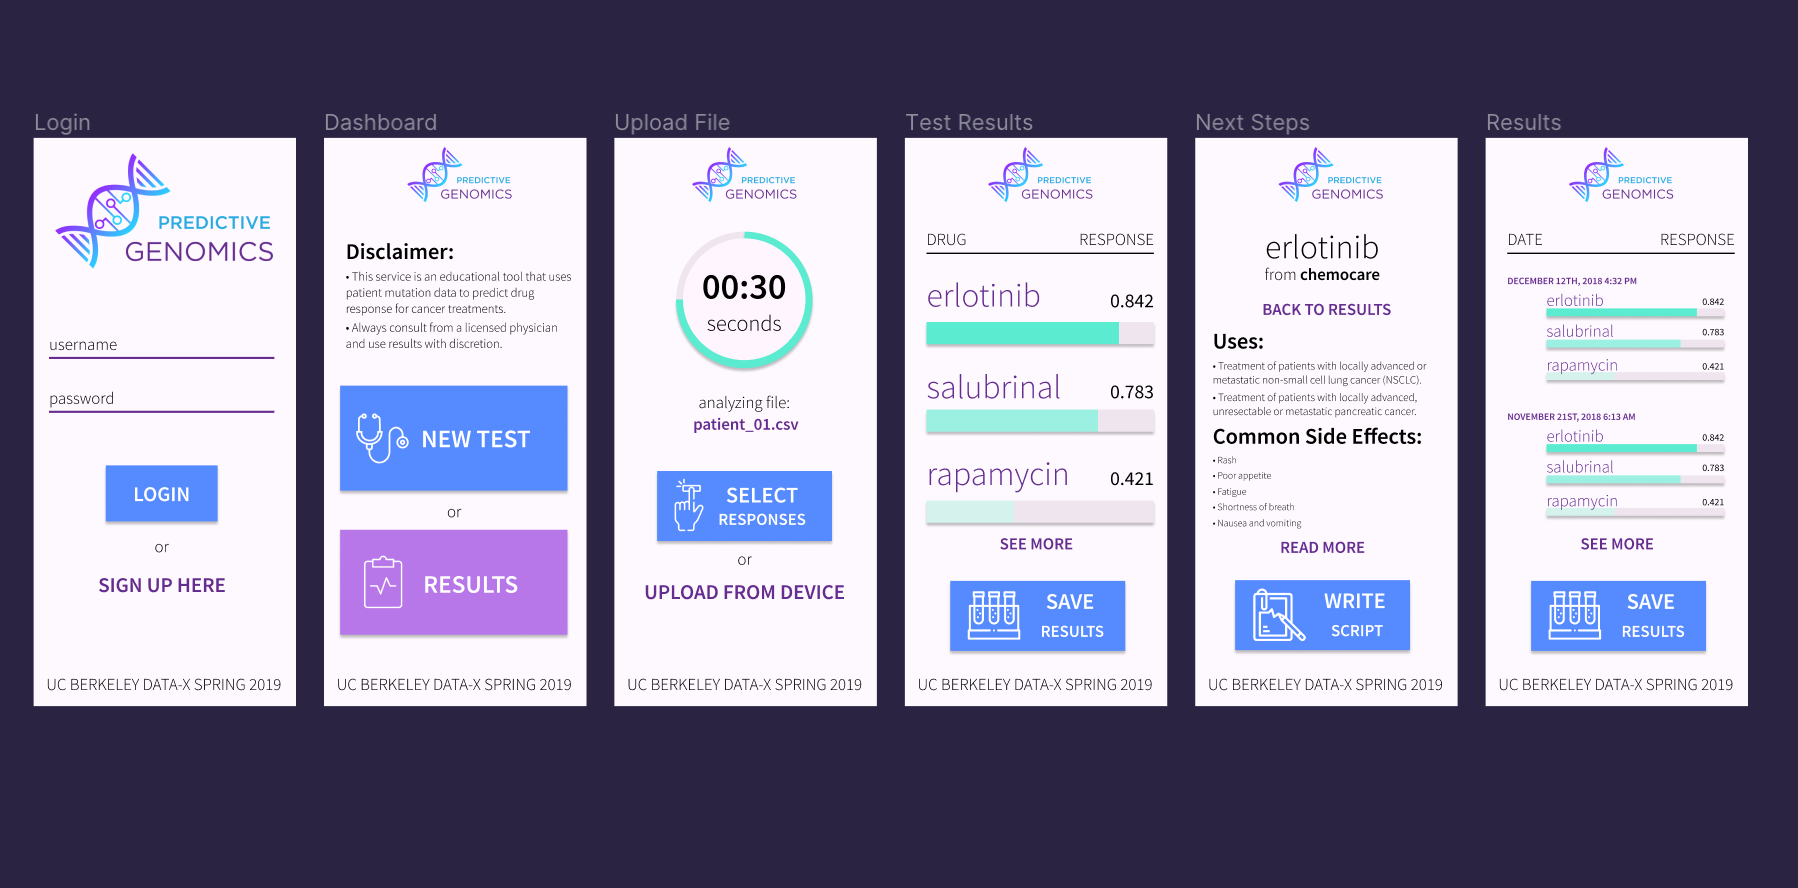 Login
PREDICTIVE
GENOMICS
username
password
LOGIN
or
SIGN UP HERE
UC BERKELEY DATA-X SPRING 2019
Dashboard
PREDICTIVE
GENOMICS
Disclaimer:
• This service is an educational tool that uses
patient mutation data to predict drug
response for cancer treatments.
• Always consult from a licensed physician
and use results with discretion.
NEW TEST
or
RESULTS
UC BERKELEY DATA-X SPRING 2019
Upload File
PREDICTIVE
GENOMICS
00:30
seconds
analyzing file:
patient_01.csv
SELECT
RESPONSES
or
UPLOAD FROM DEVICE
UC BERKELEY DATA-X SPRING 2019
Test Results
PREDICTIVE
GENOMICS
DRUG RESPONSE
erlotinib 0.842
salubrinal 0.783
rapamycin 0.421
SEE MORE
SAVE
RESULTS
UC BERKELEY DATA-X SPRING 2019
Next Steps
PREDICTIVE
GENOMICS
erlotinib
from chemocare
BACK TO RESULTS
Uses:
• Treatment of patients with locally advanced or
metastatic non-small cell lung cancer (NSCLC).
• Treatment of patients with locally advanced,
unresectable or metastatic pancreatic cancer.
Common Side Effects:
• Rash
• Poor appetite
• Fatigue
• Shortness of breath
• Nausea and vomiting
READ MORE
WRITE
SCRIPT
UC BERKELEY DATA-X SPRING 2019
Results
PREDICTIVE
GENOMICS
DATE RESPONSE
DECEMBER 12TH, 2018 4:32 PM
erlotinib 0.842
salubrinal 0.783
rapamycin 0.421
NOVEMBER 21ST, 2018 6:13 AM
erlotinib 0.842
salubrinal 0.783
rapamycin 0.421
SEE MORE
SAVE
RESULTS
UC BERKELEY DATA-X SPRING 2019